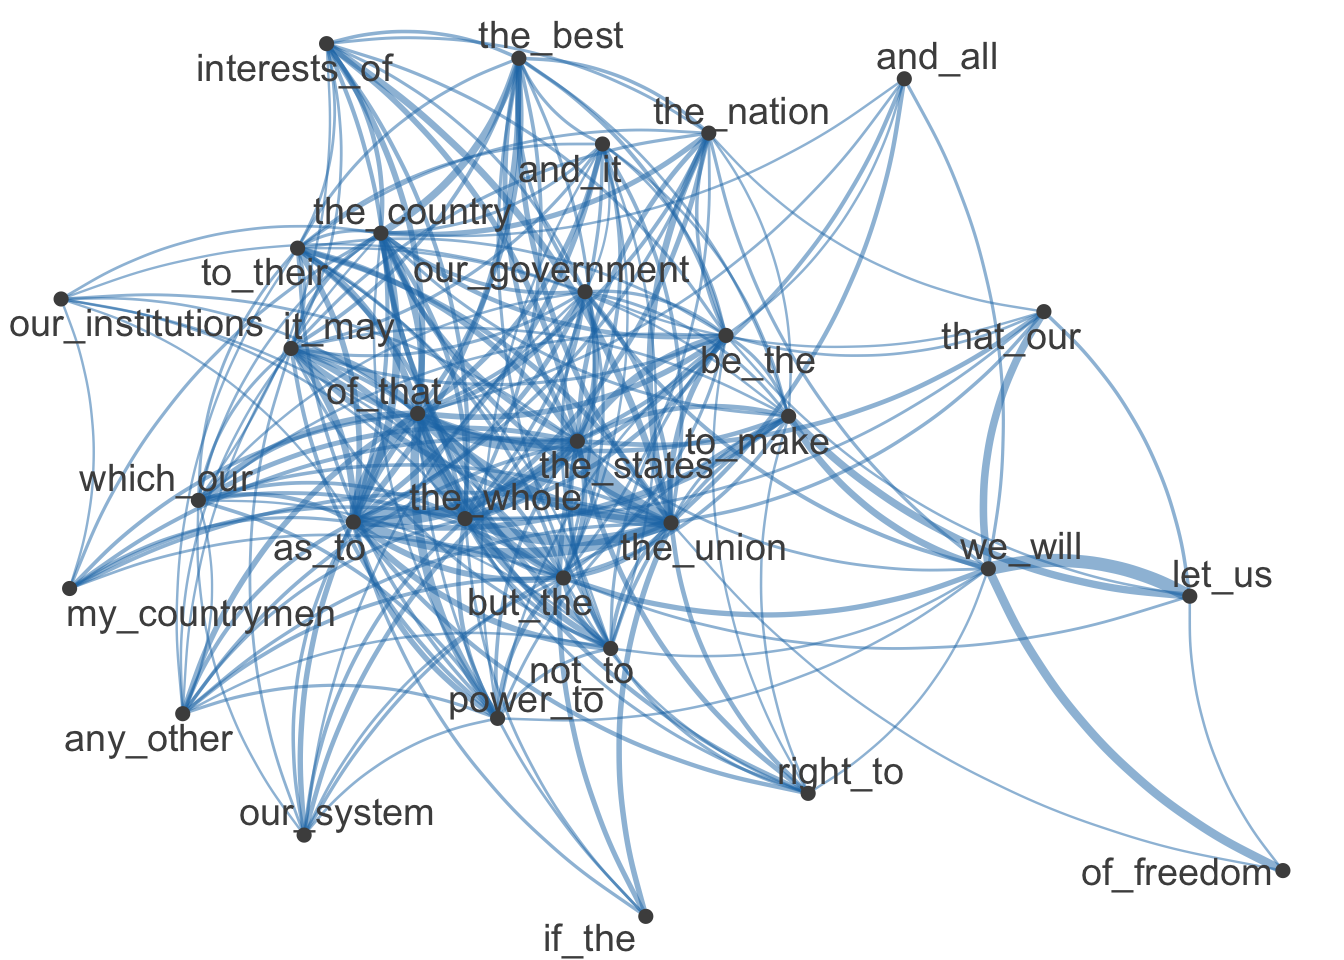 the_best
interests_of
and_all
the_nation
and_it
the_country
to_their
our_government
our_institutions
it_may
that_our
be_the
of_that
to_make
the_states
which_our
the_whole
as_to
the_union
we_will
let_us
but_the
my_countrymen
not_to
power_to
any_other
right_to
our_system
of_freedom
if_the